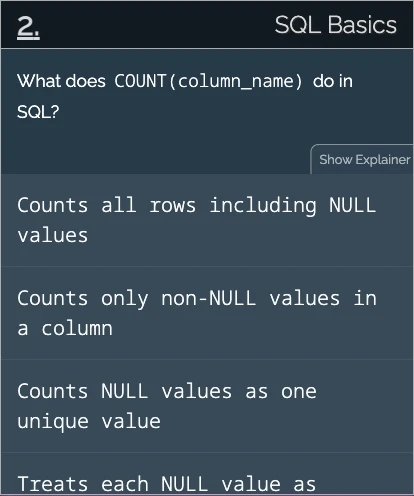 2.
SQL Basics
What does COUNT(column_name) do in
SQL?
Show Explainer
Counts all rows including NULL
values
Counts only non-NULL values in
a column
Counts NULL values as one
unique value
Treats each NULL value as